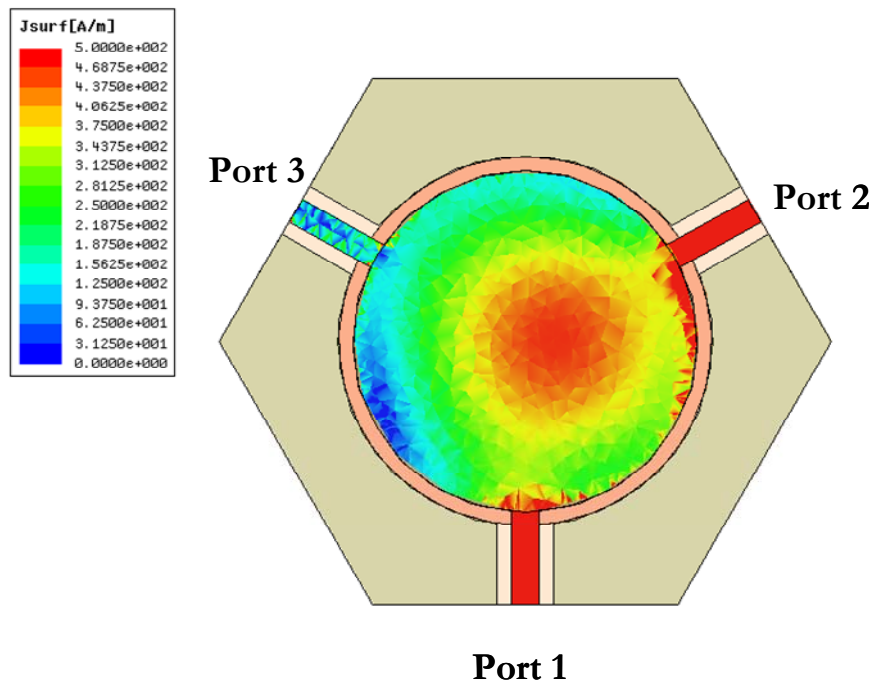 Jsurf[A/m]
5.0000e+002
4.6875e+002
4.3750e+002
4.0625e+002
3.7500e+002
3.4375e+002
3.1250e+002
2.8125e+002
2.5000e+002
2.1875e+002
1.8750e+002
1.5625e+002
1.2500e+002
9.3750e+001
6.2500e+001
3.1250e+001
0.0000e+000
Port 3
Port 2
Port 1